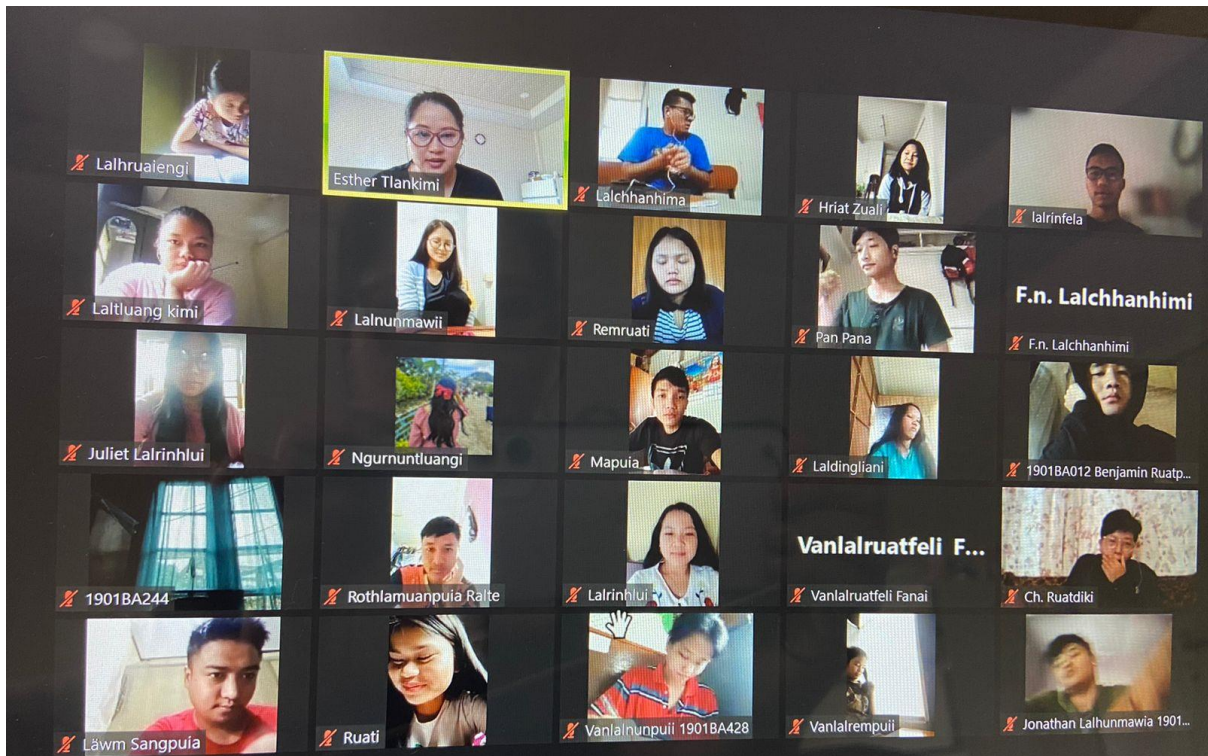 Lalhruaiengi
Esther Tlankimi
Lalchhanhima
Hriat Zuali
lalrinfela
Laltluang kimi
Lalnunmawii
Remruati
Pan Pana
F.n. Lalchhanhimi
F.n. Lalchhanhimi
Juliet Lalrinhlui
Ngurnuntluangi
Mapuia
Laldingliani
1901BA012 Benjamin Ruatp...
1901BA244
Rothlamuanpuia Ralte
Lalrinhlui
Vanlalruatfeli F...
Vanlalruatfeli Fanai
Ch. Ruatdiki
Läwm Sangpuia
Ruati
Vanlalnunpuii 1901BA428
Vanlalrempuii
Jonathan Lalhunmawia 1901...